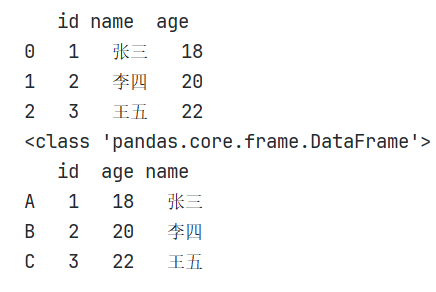 id name age
0 1 张三 18
1 2 李四 20
2 3 王五 22
<class 'pandas.core.frame.DataFrame'>
id age name
A 1 18 张三
B 2 20 李四
C 3 22 王五